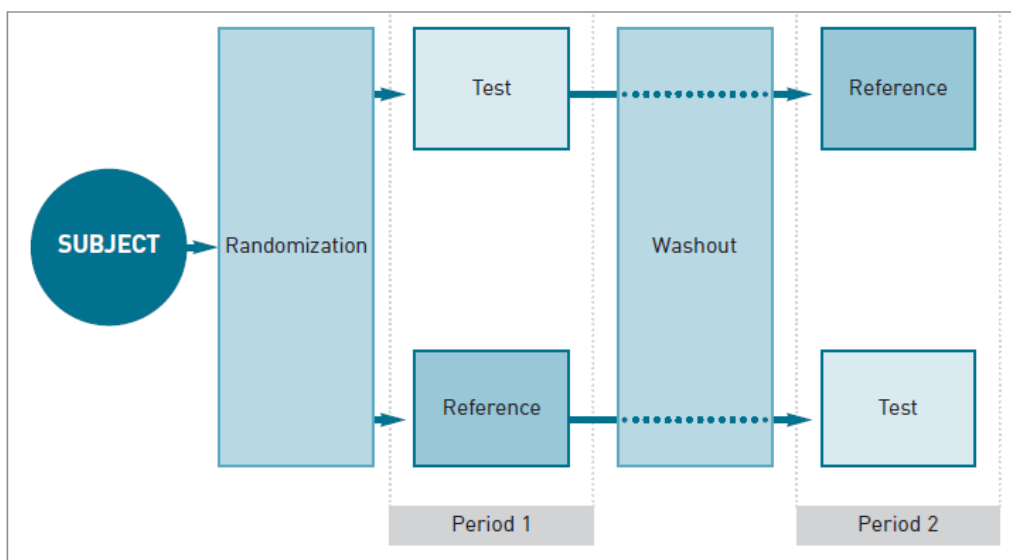 Test
Reference
SUBJECT
Randomization
Washout
Reference
Test
Period 1
Period 2